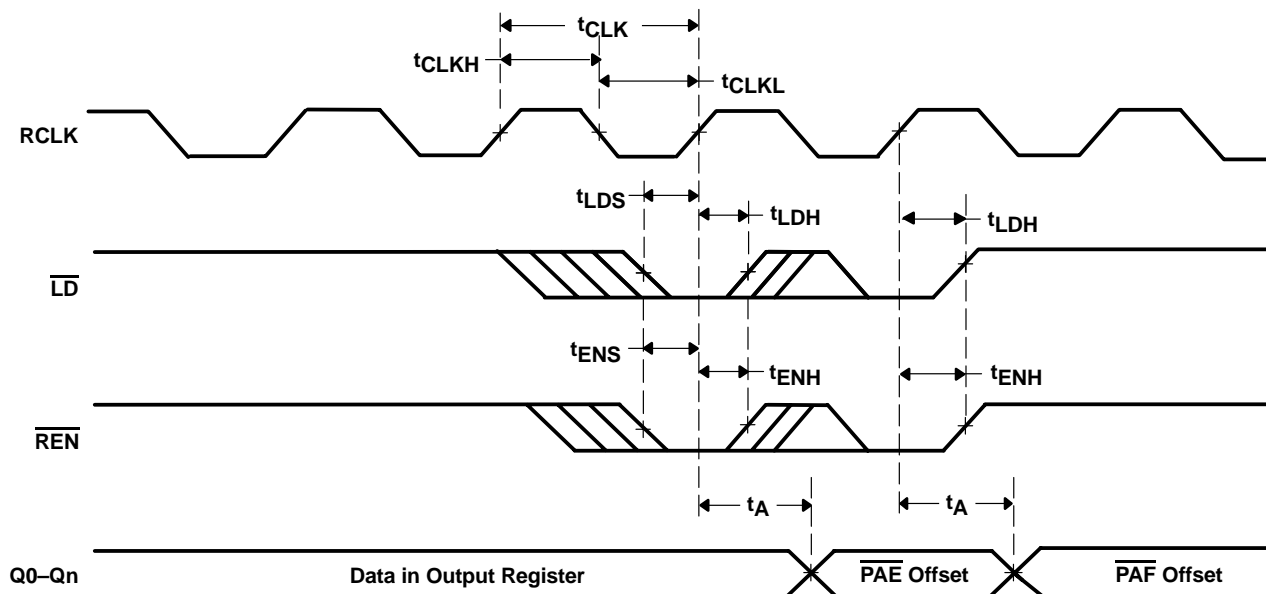 tCLK
tCLKH
tCLKL
RCLK
tLDS
tLDH
tLDH
LD
tENS
tENH
tENH
REN
tA
tA
Q0–Qn
Data in Output Register
PAE Offset
PAF Offset